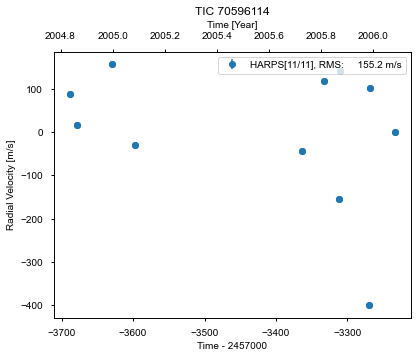 TIC 70596114
Time [Year]
2004.8 2005.0 2005.2 2005.4 2005.6 2005.8 2006.0
HARPS[11/11], RMS: 155.2 m/s
100
0
−100
−200
−300
−400
Radial Velocity [m/s]
−3700 −3600 −3500 −3400 −3300
Time - 2457000